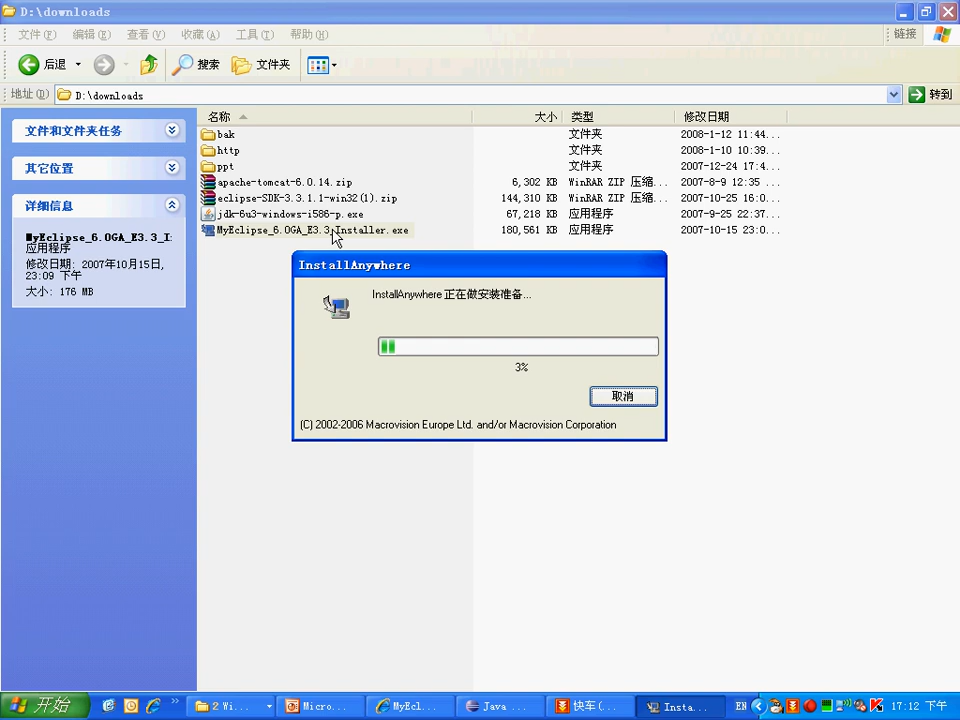 D:\downloads
文件(F) 编辑(E) 查看(V) 收藏(A) 工具(T) 帮助(H) 链接
后退 搜索 文件夹
地址(D) D:\downloads 转到
名称 大小 类型 修改日期
文件和文件夹任务
其它位置
详细信息
MyEclipse_6.0GA_E3.3_I
应用程序
修改日期: 2007年10月15日,
23:09 下午
大小: 176 MB
bak 文件夹 2008-1-12 11:44...
http 文件夹 2008-1-10 10:39...
ppt 文件夹 2007-12-24 17:4...
apache-tomcat-6.0.14.zip 6,302 KB WinRAR ZIP 压缩... 2007-8-9 12:35 ...
eclipse-SDK-3.3.1.1-win32(1).zip 144,310 KB WinRAR ZIP 压缩... 2007-10-25 16:0...
jdk-6u3-windows-i586-p.exe 67,218 KB 应用程序 2007-9-25 22:37...
MyEclipse_6.0GA_E3.3_Installer.exe 180,561 KB 应用程序 2007-10-15 23:0...
InstallAnywhere
InstallAnywhere 正在做安装准备...
3%
取消
(C) 2002-2006 Macrovision Europe Ltd. and/or Macrovision Corporation
开始 2 Wi... Micro... MyEcl... Java ... 快车(... Insta... EN 17:12 下午